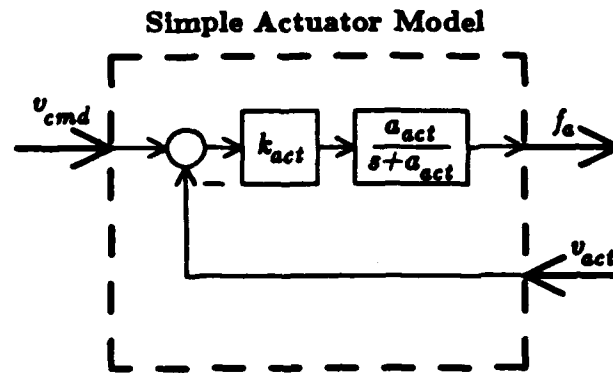 Simple Actuator Model
v_cmd
k_act
a_act
s+a_act
f_a
−
v_act